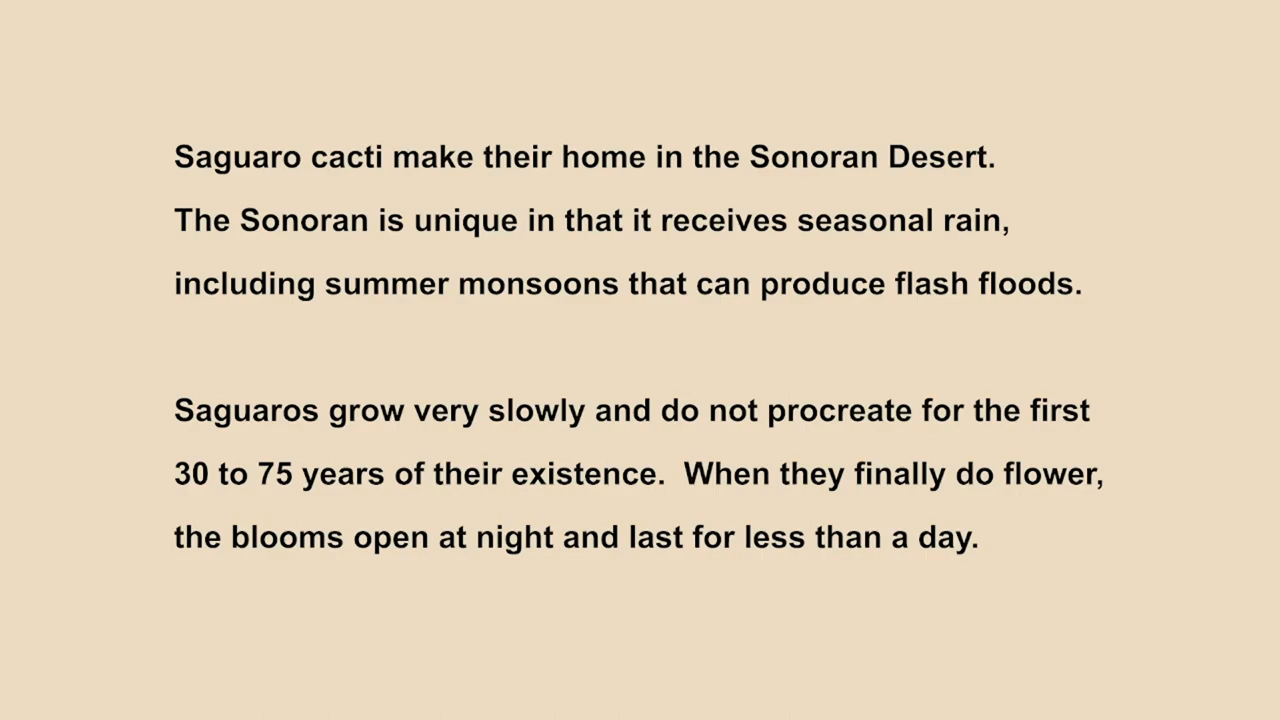 Saguaro cacti make their home in the Sonoran Desert.
The Sonoran is unique in that it receives seasonal rain,
including summer monsoons that can produce flash floods.
Saguaros grow very slowly and do not procreate for the first
30 to 75 years of their existence.  When they finally do flower,
the blooms open at night and last for less than a day.